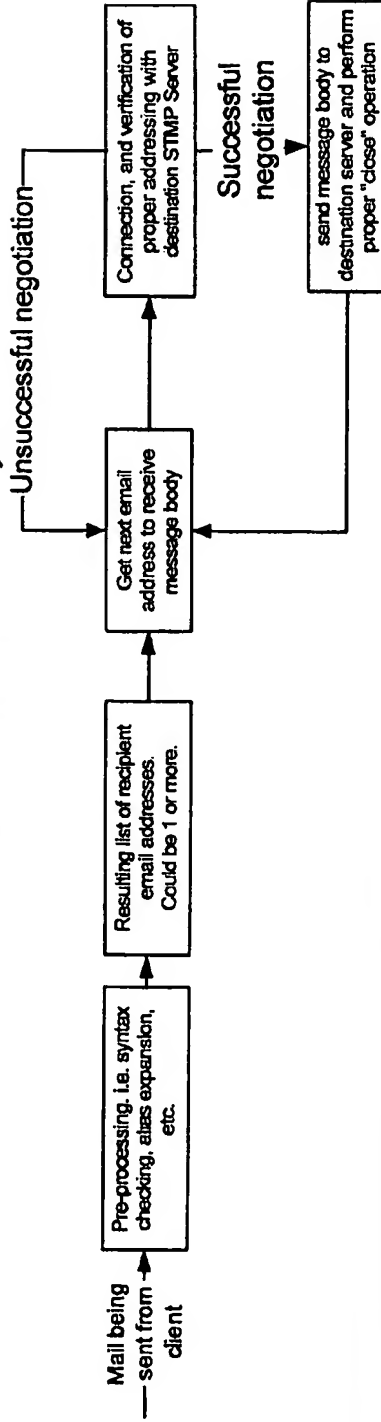 Mail being
sent from
client
Pre-processing. i.e. syntax
checking, alias expansion,
etc.
Resulting list of recipient
email addresses.
Could be 1 or more.
Get next email
address to receive
message body
Unsuccessful negotiation
Connection, and verification of
proper addressing with
destination STMP Server
Successful
negotiation
send message body to
destination server and perform
proper "close" operation